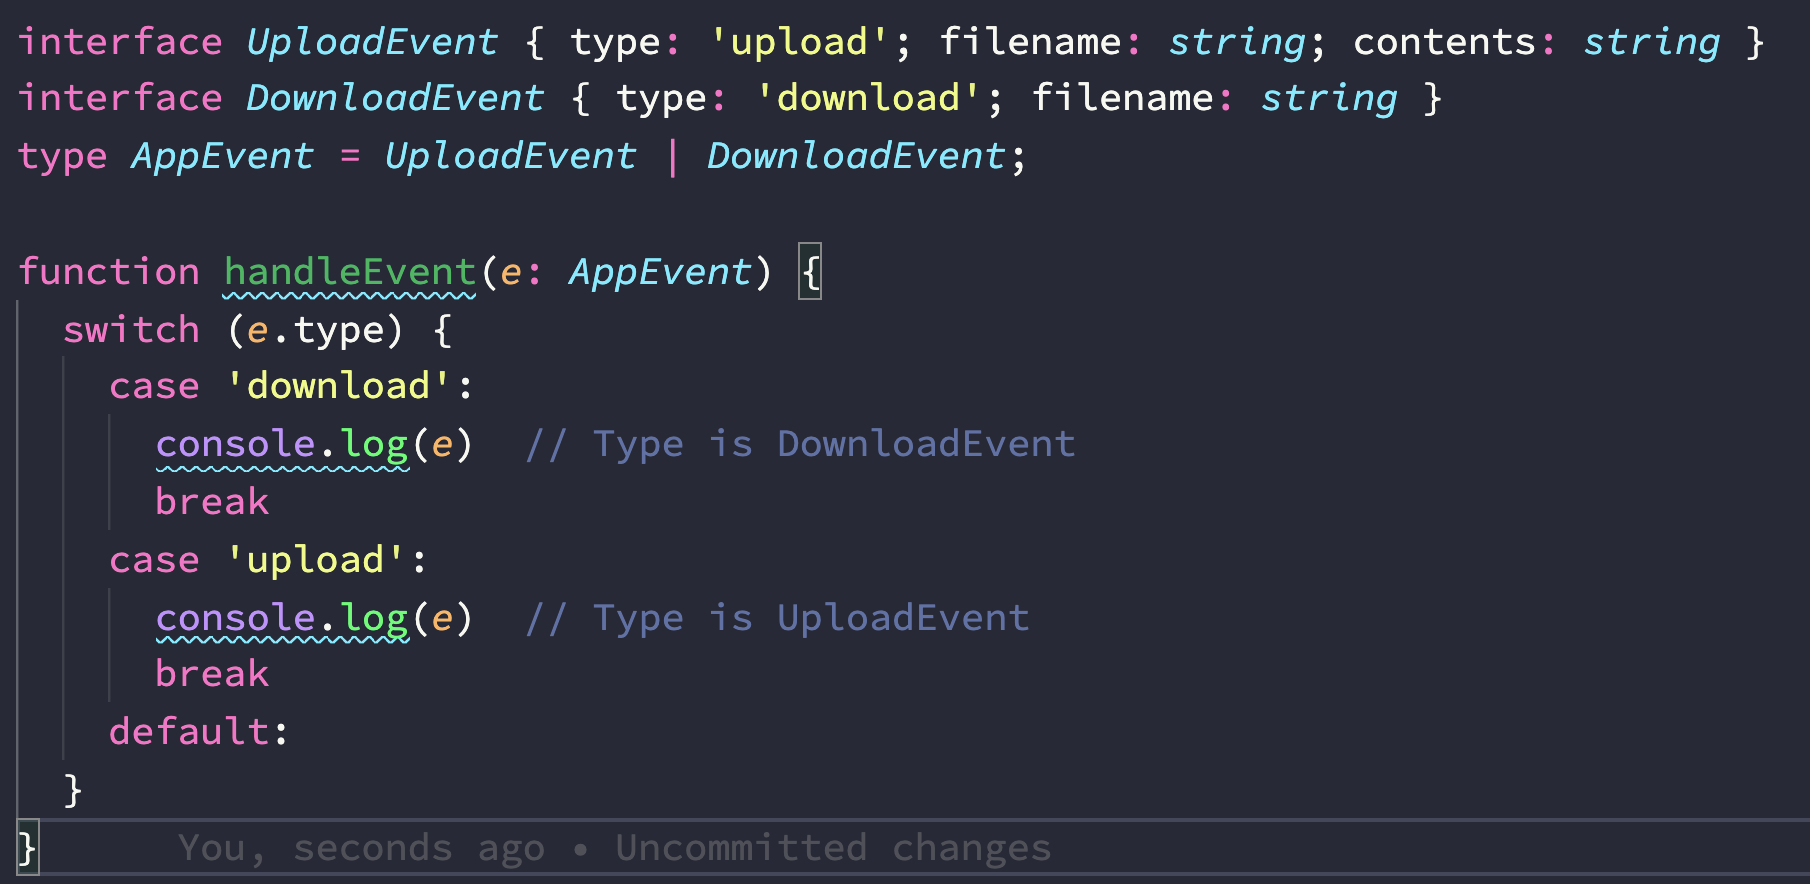 interface UploadEvent { type: 'upload'; filename: string; contents: string }
interface DownloadEvent { type: 'download'; filename: string }
type AppEvent = UploadEvent | DownloadEvent;
function handleEvent(e: AppEvent) {
switch (e.type) {
case 'download':
console.log(e)  // Type is DownloadEvent
break
case 'upload':
console.log(e)  // Type is UploadEvent
break
default:
}
}      You, seconds ago • Uncommitted changes